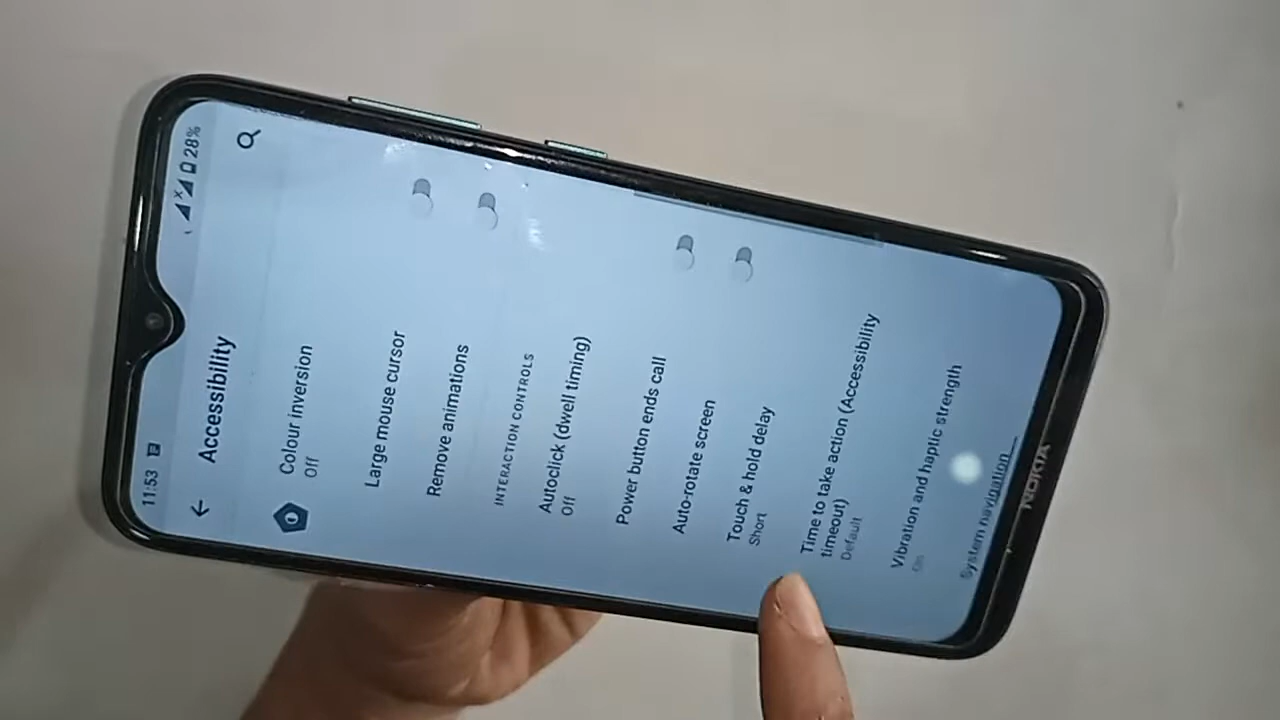 11:53
28%
Accessibility
Colour inversion
Off
Large mouse cursor
Remove animations
INTERACTION CONTROLS
Autoclick (dwell timing)
Off
Power button ends call
Auto-rotate screen
Touch & hold delay
Short
Time to take action (Accessibility
timeout)
Default
Vibration and haptic strength
On
System navigation
NOKIA